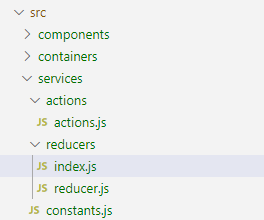 src
components
containers
services
actions
JS actions.js
reducers
JS index.js
JS reducer.js
JS constants.js